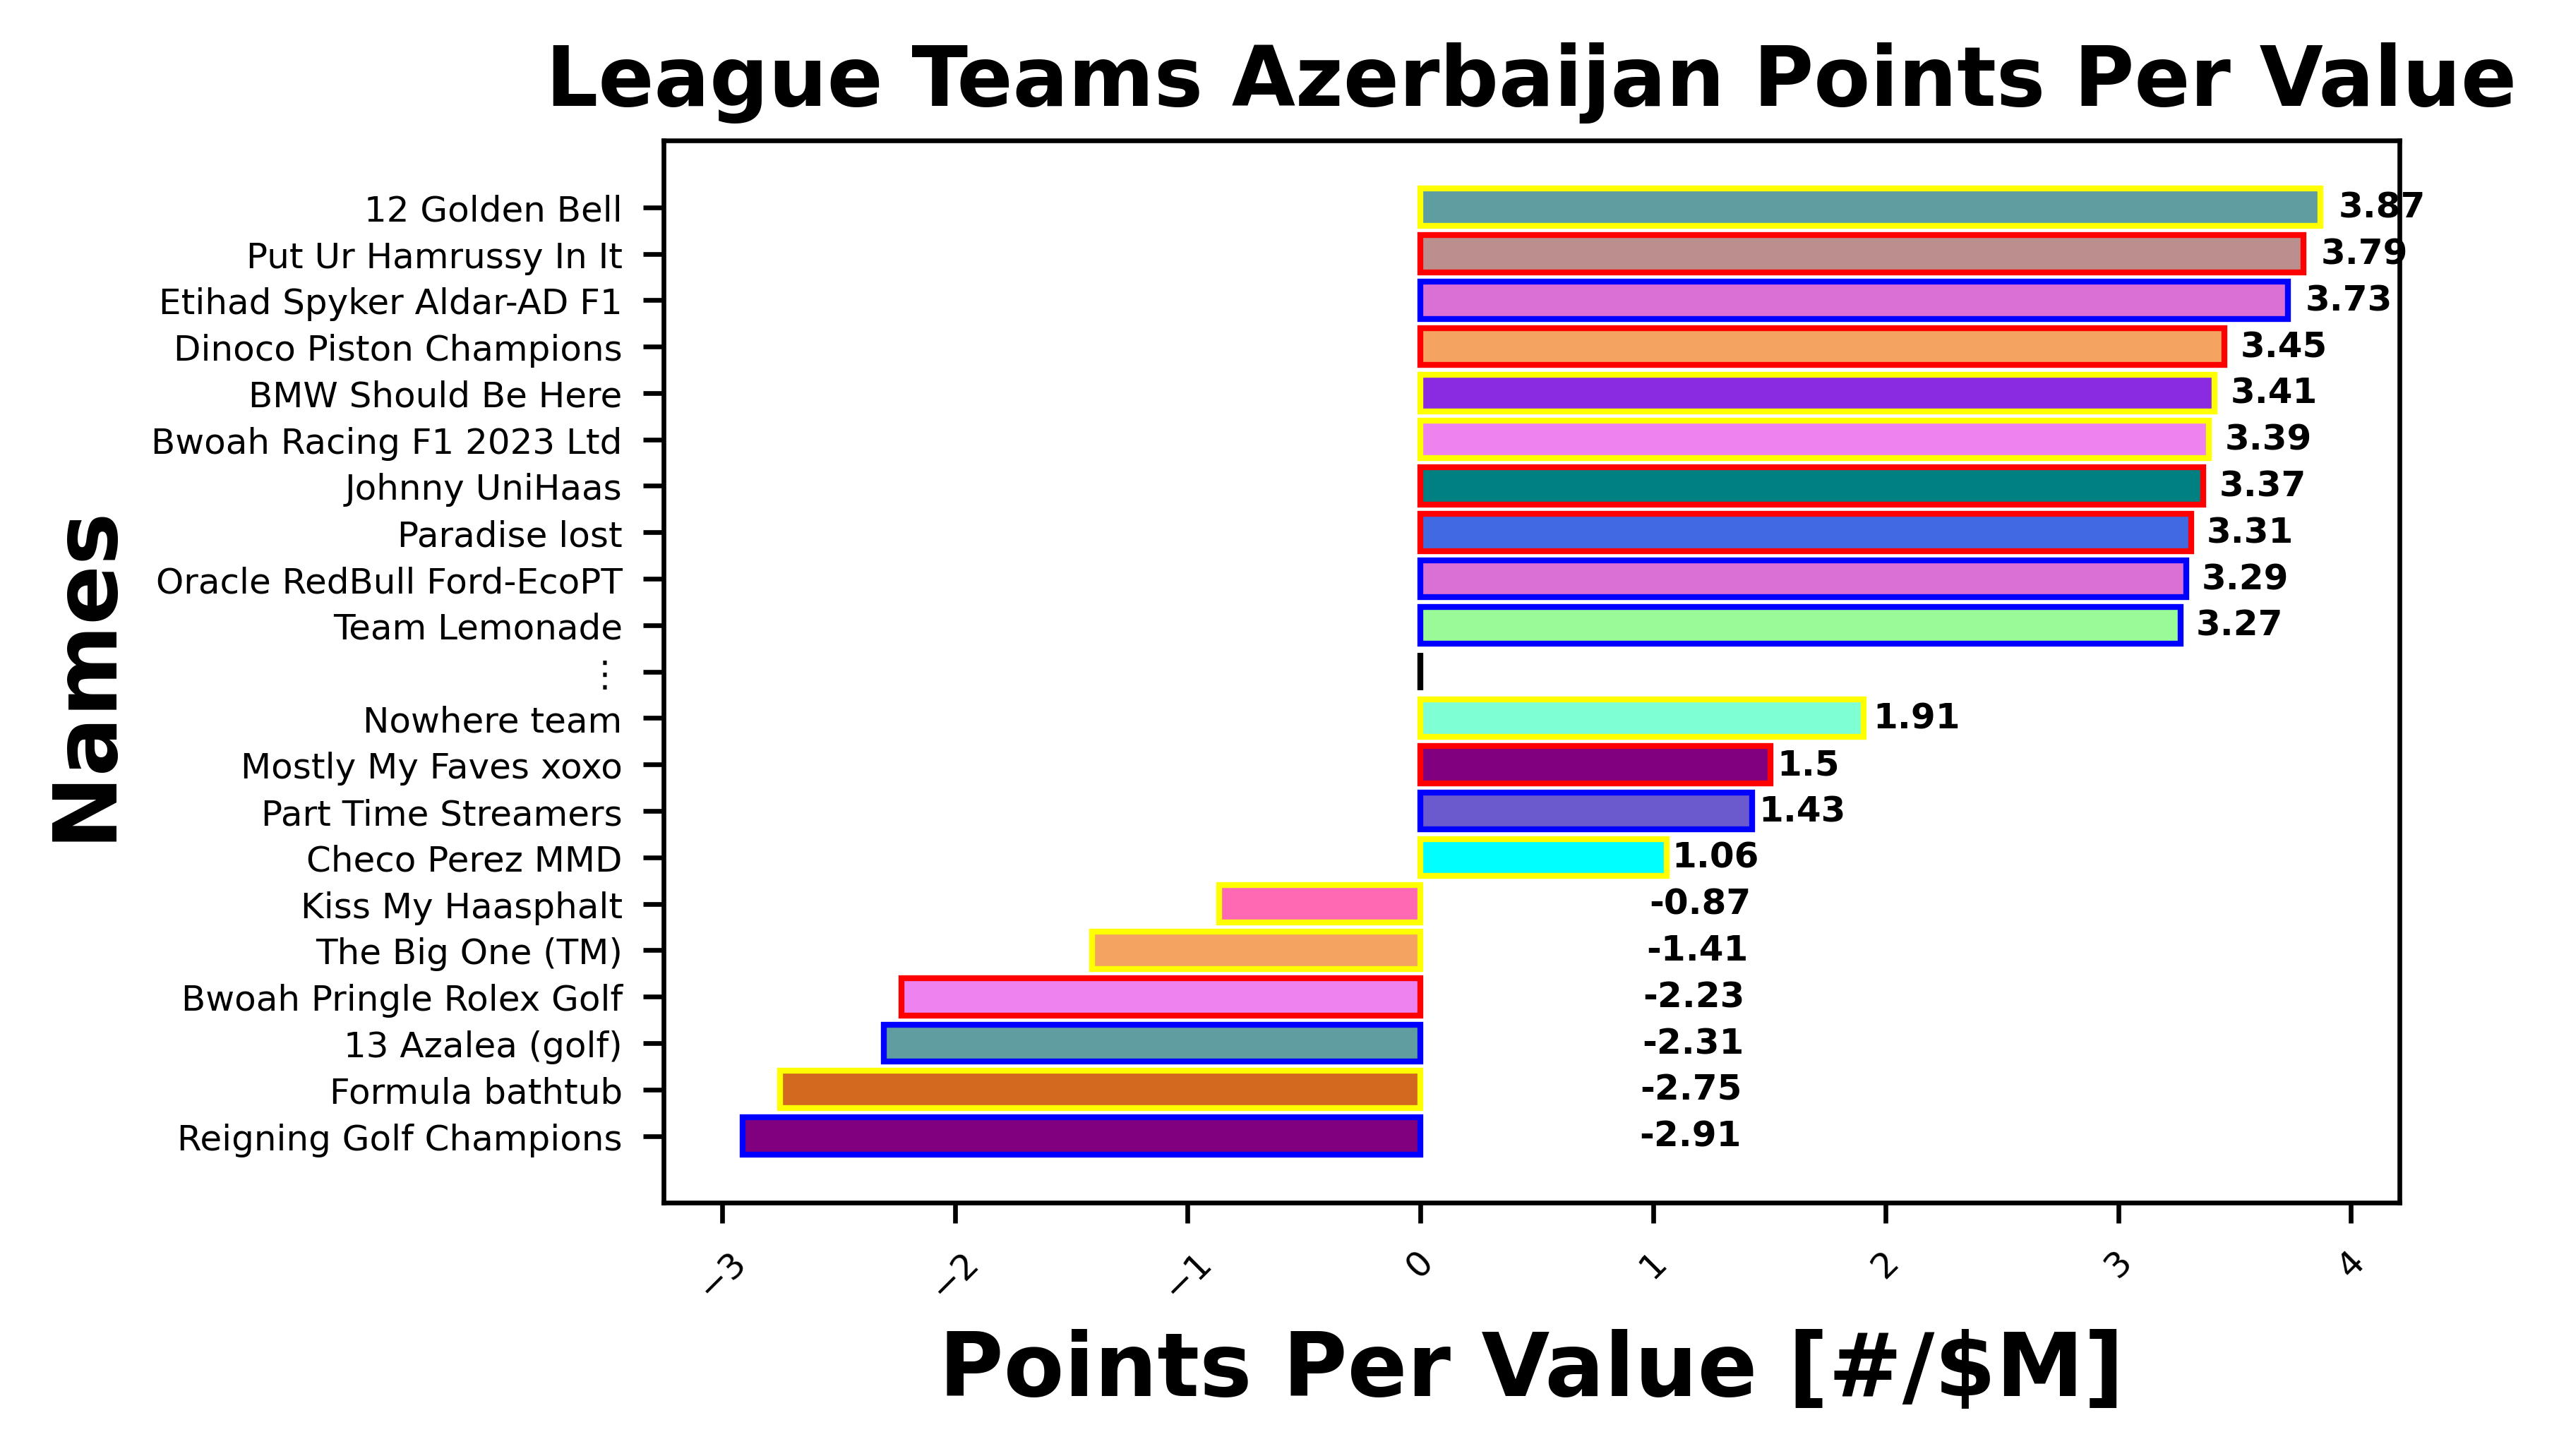 League Teams Azerbaijan Points Per Value
Names
12 Golden Bell 3.87
Put Ur Hamrussy In It 3.79
Etihad Spyker Aldar-AD F1 3.73
Dinoco Piston Champions 3.45
BMW Should Be Here 3.41
Bwoah Racing F1 2023 Ltd 3.39
Johnny UniHaas 3.37
Paradise lost 3.31
Oracle RedBull Ford-EcoPT 3.29
Team Lemonade 3.27
⋮
Nowhere team 1.91
Mostly My Faves xoxo 1.5
Part Time Streamers 1.43
Checo Perez MMD 1.06
Kiss My Haasphalt -0.87
The Big One (TM) -1.41
Bwoah Pringle Rolex Golf -2.23
13 Azalea (golf) -2.31
Formula bathtub -2.75
Reigning Golf Champions -2.91
−3 −2 −1 0 1 2 3 4
Points Per Value [#/$M]